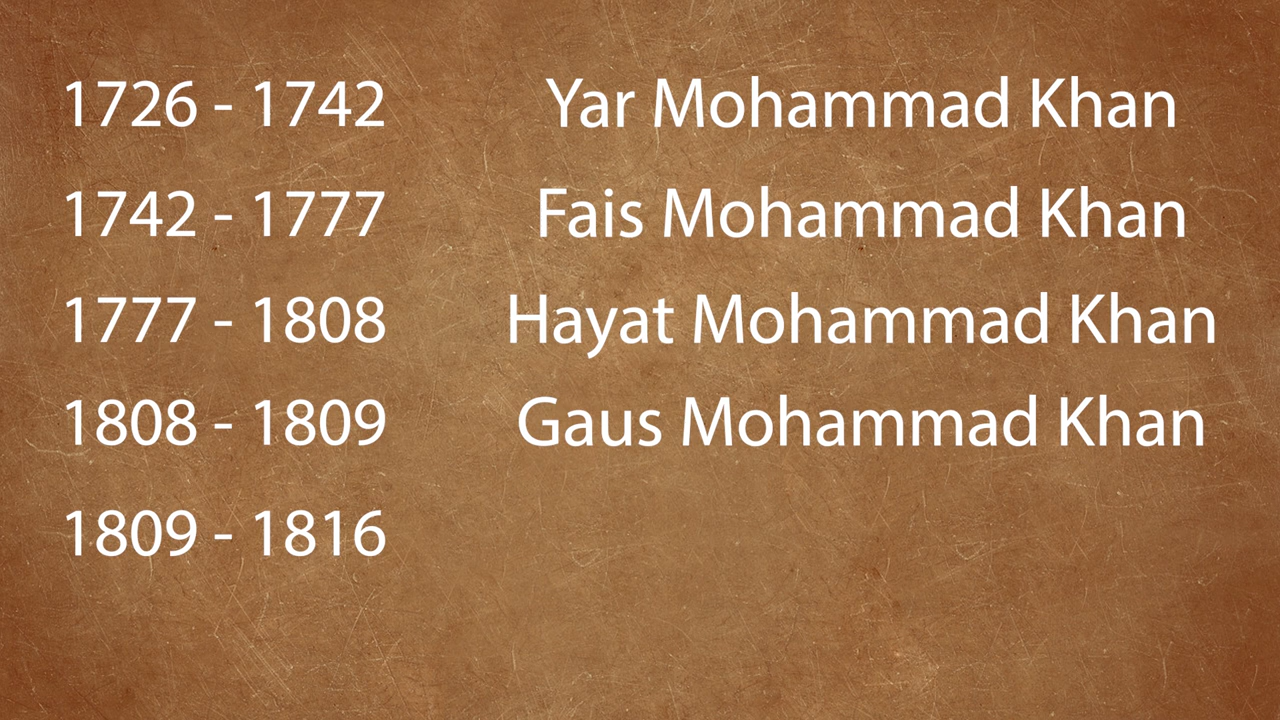 1726 - 1742 Yar Mohammad Khan
1742 - 1777 Fais Mohammad Khan
1777 - 1808 Hayat Mohammad Khan
1808 - 1809 Gaus Mohammad Khan
1809 - 1816